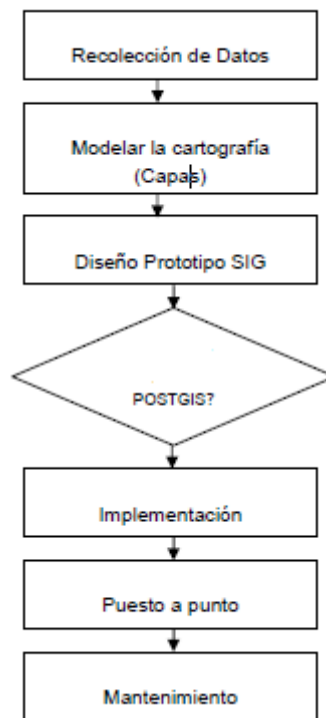 Recolección de Datos
Modelar la cartografía
(Capas)
Diseño Prototipo SIG
POSTGIS?
Implementación
Puesto a punto
Mantenimiento